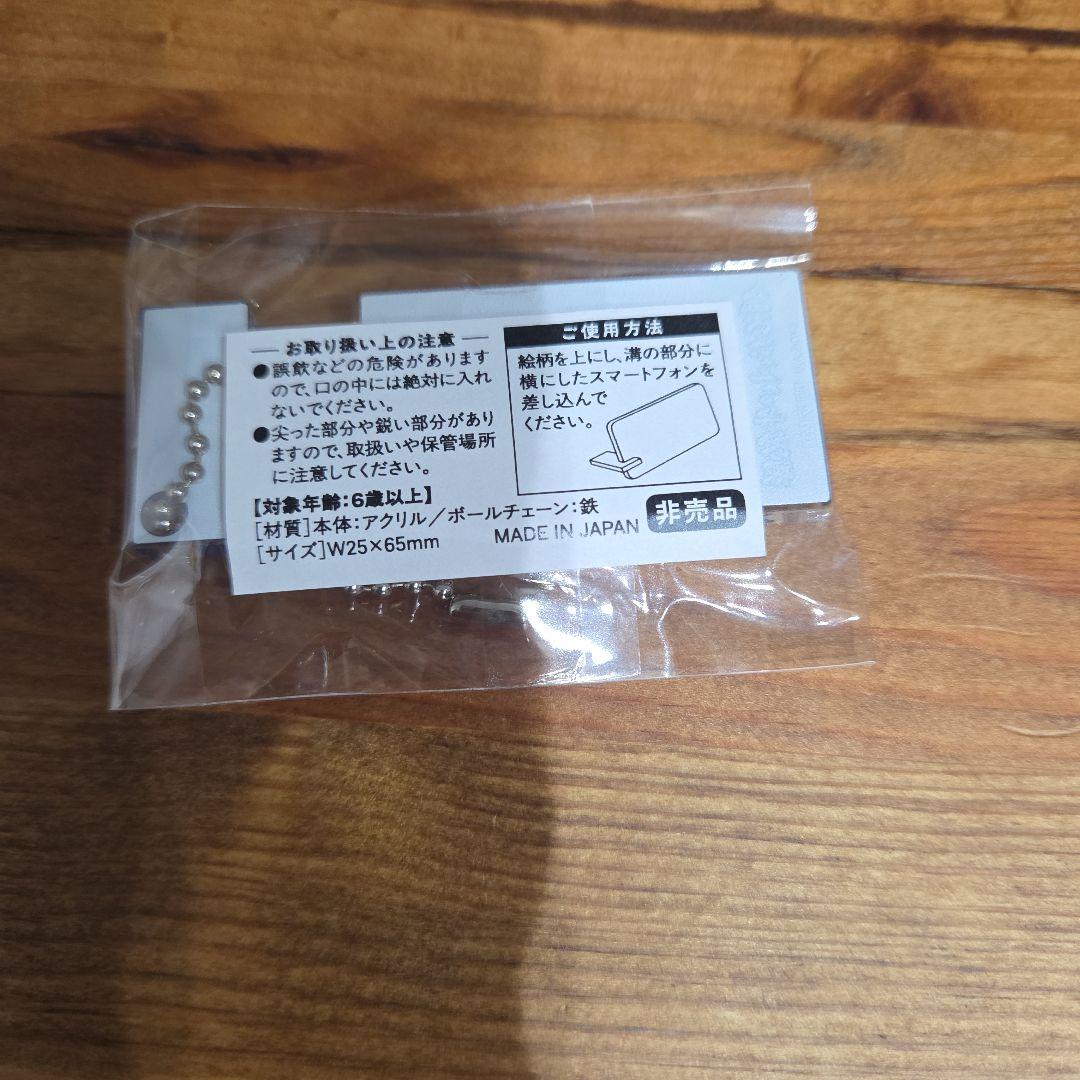 お取り扱い上の注意
●誤飲などの危険があります
ので、口の中には絶対に入れ
ないでください。
●尖った部分や鋭い部分があり
ますので、取扱いや保管場所
に注意してください。
【対象年齢：6歳以上】
[材質]本体：アクリル／ボールチェーン：鉄
[サイズ]W25×65mm
MADE IN JAPAN
ご使用方法
絵柄を上にし、溝の部分に
横にしたスマートフォンを
差し込んで
ください。
非売品